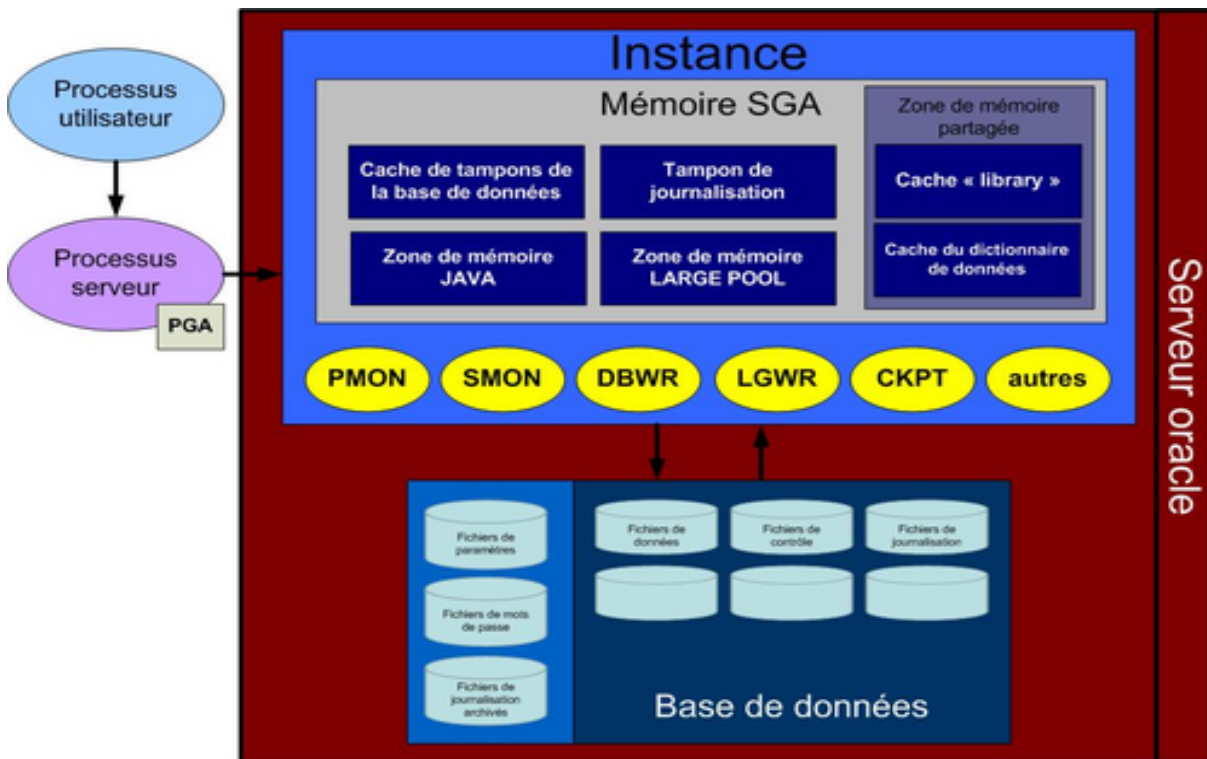 Processus
utilisateur
Processus
serveur
PGA
Instance
Mémoire SGA
Cache de tampons de
la base de données
Tampon de
journalisation
Zone de mémoire
JAVA
Zone de mémoire
LARGE POOL
Zone de mémoire
partagée
Cache « library »
Cache du dictionnaire
de données
PMON
SMON
DBWR
LGWR
CKPT
autres
Fichiers de
paramètres
Fichiers de mots
de passe
Fichiers de
journalisation
archivés
Fichiers de
données
Fichiers de
contrôle
Fichiers de
journalisation
Base de données
Serveur oracle